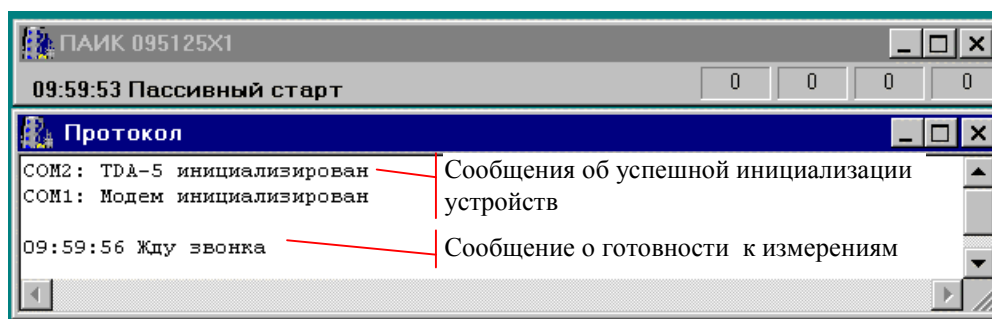 ПАИК 095125X1
09:59:53 Пассивный старт
0 0 0 0
Протокол
COM2: TDA-5 инициализирован
COM1: Модем инициализирован
Сообщения об успешной инициализации
устройств
09:59:56 Жду звонка
Сообщение о готовности к измерениям